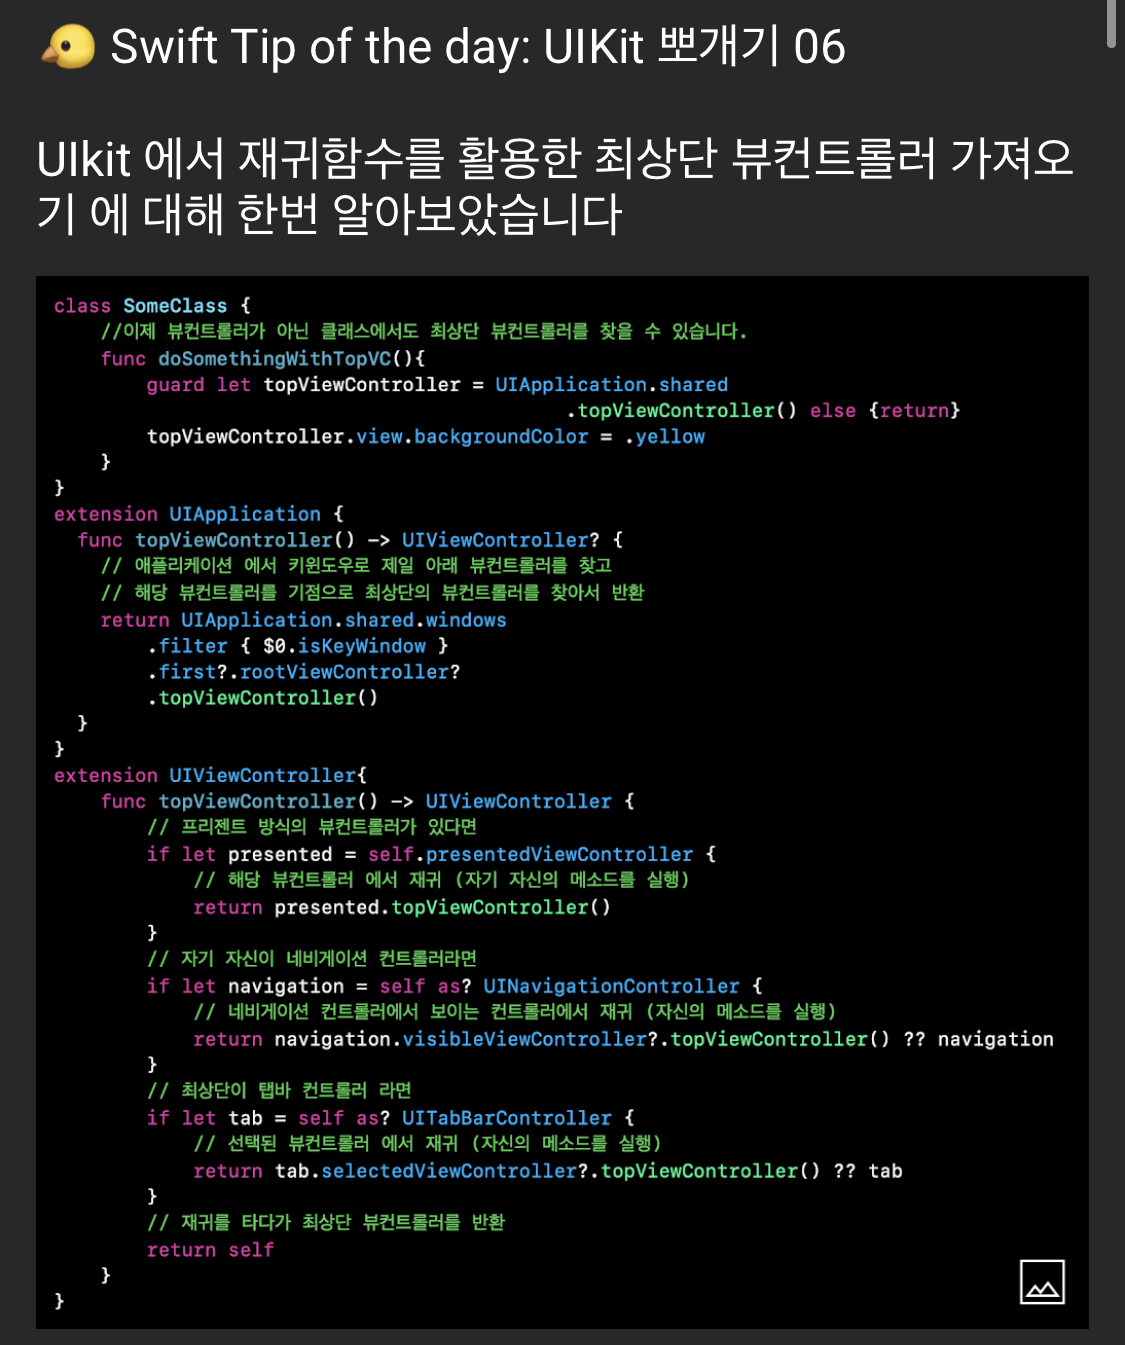 🐤 Swift Tip of the day: UIKit 뽀개기 06
UIkit 에서 재귀함수를 활용한 최상단 뷰컨트롤러 가져오
기 에 대해 한번 알아보았습니다
class SomeClass {
    //이제 뷰컨트롤러가 아닌 클래스에서도 최상단 뷰컨트롤러를 찾을 수 있습니다.
    func doSomethingWithTopVC(){
        guard let topViewController = UIApplication.shared
                                            .topViewController() else {return}
        topViewController.view.backgroundColor = .yellow
    }
}
extension UIApplication {
  func topViewController() -> UIViewController? {
    // 애플리케이션 에서 키윈도우로 제일 아래 뷰컨트롤러를 찾고
    // 해당 뷰컨트롤러를 기점으로 최상단의 뷰컨트롤러를 찾아서 반환
    return UIApplication.shared.windows
        .filter { $0.isKeyWindow }
        .first?.rootViewController?
        .topViewController()
  }
}
extension UIViewController{
    func topViewController() -> UIViewController {
        // 프리젠트 방식의 뷰컨트롤러가 있다면
        if let presented = self.presentedViewController {
            // 해당 뷰컨트롤러 에서 재귀 (자기 자신의 메소드를 실행)
            return presented.topViewController()
        }
        // 자기 자신이 네비게이션 컨트롤러라면
        if let navigation = self as? UINavigationController {
            // 네비게이션 컨트롤러에서 보이는 컨트롤러에서 재귀 (자신의 메소드를 실행)
            return navigation.visibleViewController?.topViewController() ?? navigation
        }
        // 최상단이 탭바 컨트롤러 라면
        if let tab = self as? UITabBarController {
            // 선택된 뷰컨트롤러 에서 재귀 (자신의 메소드를 실행)
            return tab.selectedViewController?.topViewController() ?? tab
        }
        // 재귀를 타다가 최상단 뷰컨트롤러를 반환
        return self
    }
}